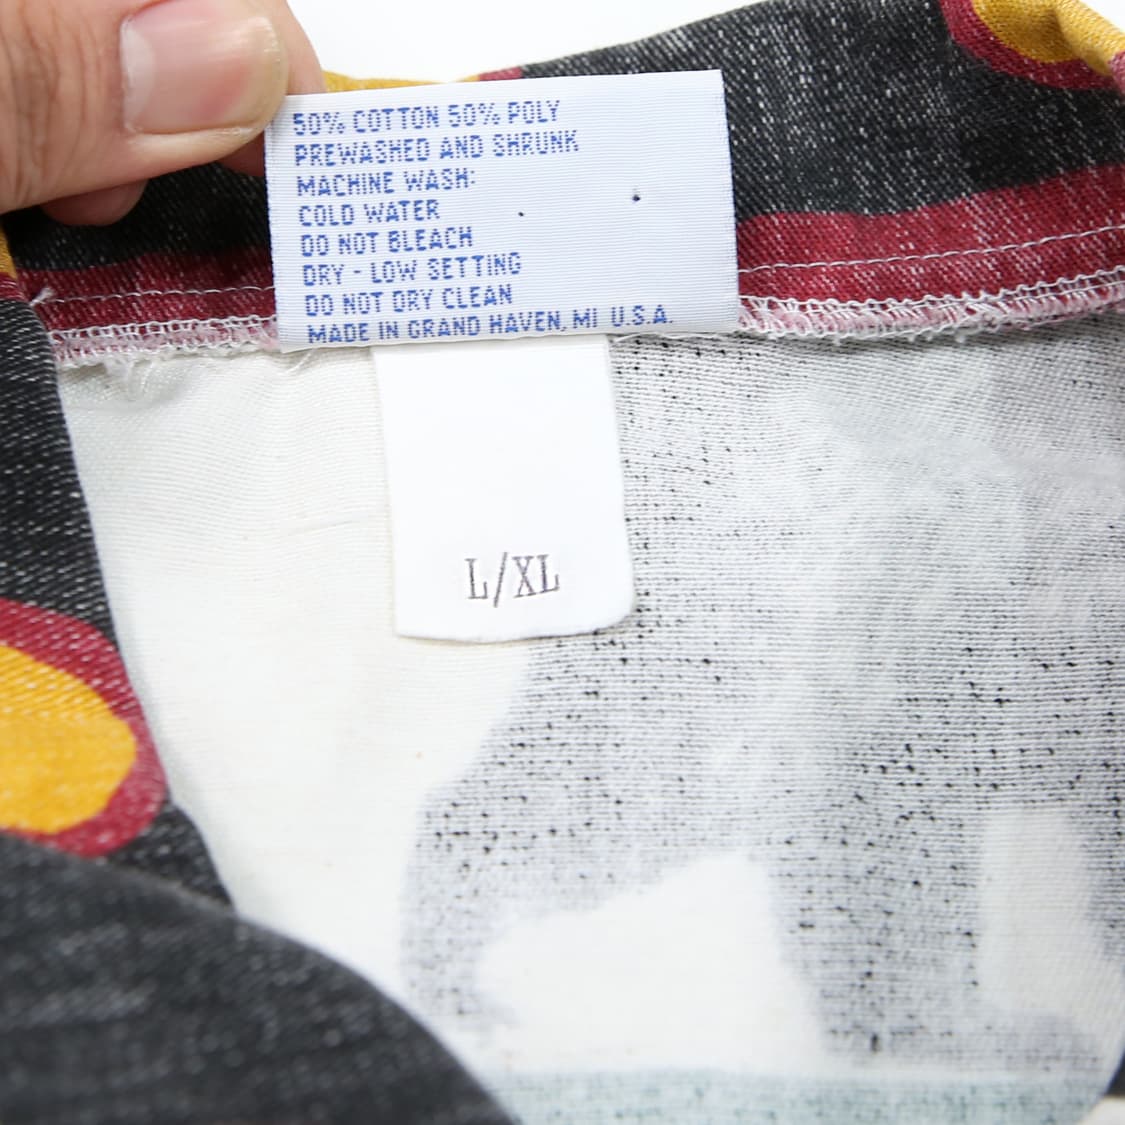 50% COTTON 50% POLY
PREWASHED AND SHRUNK
MACHINE WASH:
COLD WATER
DO NOT BLEACH
DRY - LOW SETTING
DO NOT DRY CLEAN
MADE IN GRAND HAVEN, MI U.S.A.
L/XL